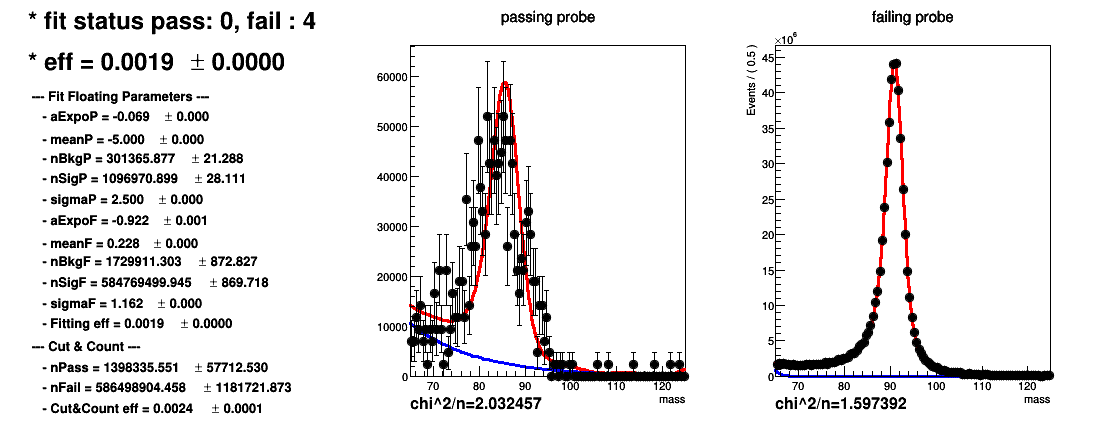 * fit status pass: 0, fail : 4
* eff = 0.0019 ± 0.0000
--- Fit Floating Parameters ---
- aExpoP = -0.069 ± 0.000
- meanP = -5.000 ± 0.000
- nBkgP = 301365.877 ± 21.288
- nSigP = 1096970.899 ± 28.111
- sigmaP = 2.500 ± 0.000
- aExpoF = -0.922 ± 0.001
- meanF = 0.228 ± 0.000
- nBkgF = 1729911.303 ± 872.827
- nSigF = 584769499.945 ± 869.718
- sigmaF = 1.162 ± 0.000
- Fitting eff = 0.0019 ± 0.0000
--- Cut & Count ---
- nPass = 1398335.551 ± 57712.530
- nFail = 586498904.458 ± 1181721.873
- Cut&Count eff = 0.0024 ± 0.0001
passing probe
60000
50000
40000
30000
20000
10000
0
70 80 90 100 110 120
mass
chi^2/n=2.032457
failing probe
×10^6
Events / ( 0.5 )
45
40
35
30
25
20
15
10
5
0
70 80 90 100 110 120
mass
chi^2/n=1.597392